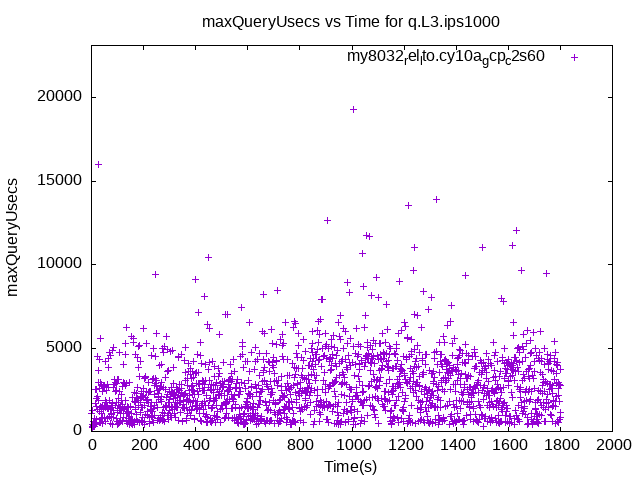 maxQueryUsecs vs Time for q.L3.ips1000
my8032rel_lto.cy10a_gcp_c2s60
20000
15000
10000
5000
0
maxQueryUsecs
0 200 400 600 800 1000 1200 1400 1600 1800 2000
Time(s)